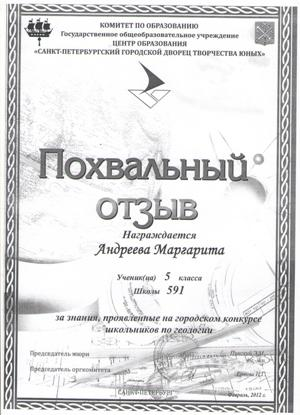 КОМИТЕТ ПО ОБРАЗОВАНИЮ
Государственное общеобразовательное учреждение
ЦЕНТР ОБРАЗОВАНИЯ
«САНКТ-ПЕТЕРБУРГСКИЙ ГОРОДСКОЙ ДВОРЕЦ ТВОРЧЕСТВА ЮНЫХ»
Похвальный
отзыв
Награждается
Андреева Маргарита
Ученик(ца) 5 класса
Школы 591
за знания, проявленные на городском конкурсе
школьников по геологии
Председатель жюри
Председатель оргкомитета
САНКТ-ПЕТЕРБУРГ
Февраль, 2012 г.